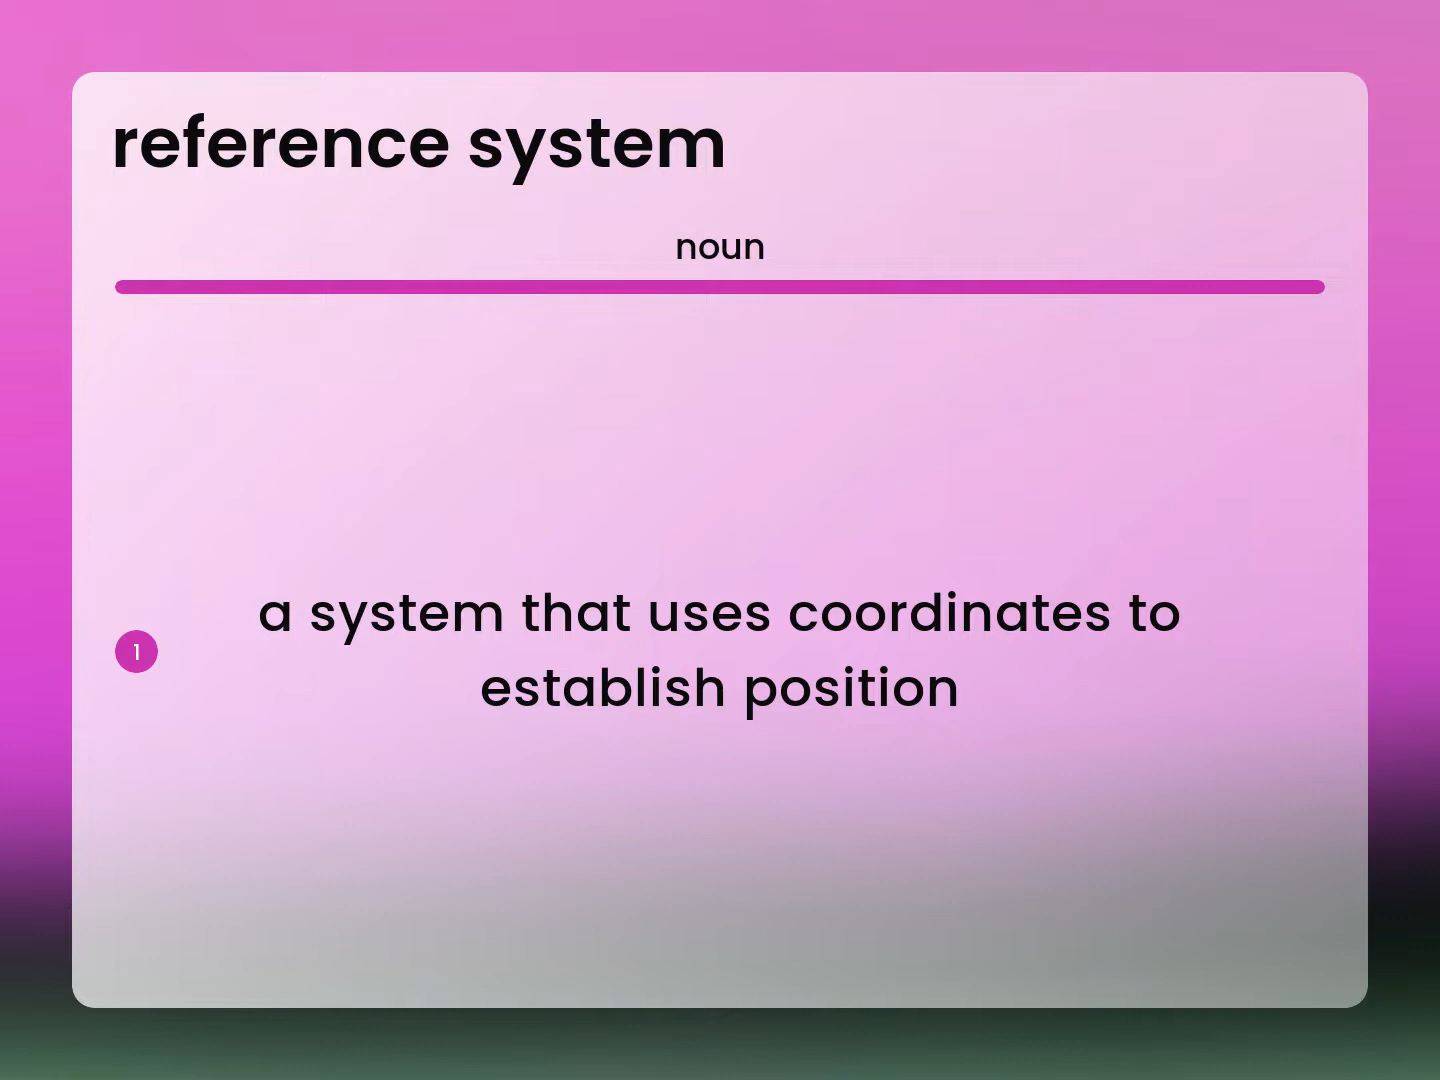 reference system
noun
1
a system that uses coordinates to
establish position